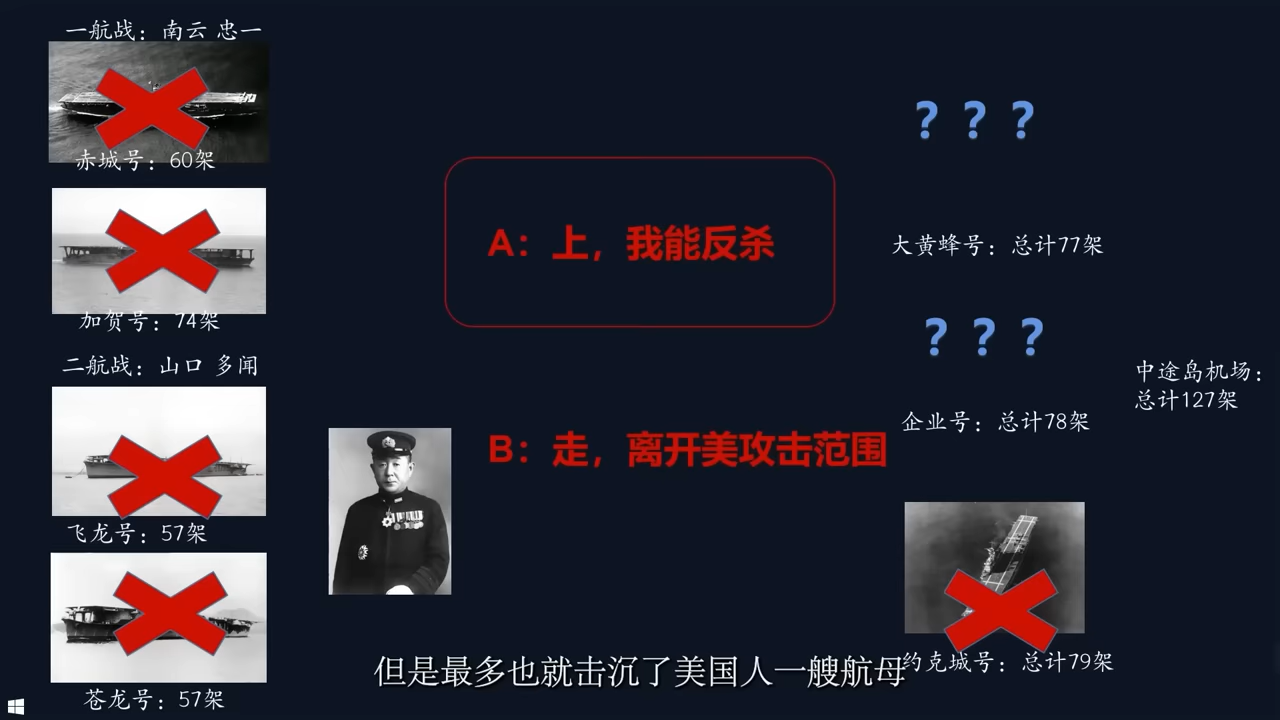 一航战：南云 忠一
赤城号：60架
加贺号：74架
二航战：山口 多闻
飞龙号：57架
苍龙号：57架
A：上，我能反杀
B：走，离开美攻击范围
？？？
大黄蜂号：总计77架
？？？
企业号：总计78架
中途岛机场：
总计127架
约克城号：总计79架
但是最多也就击沉了美国人一艘航母